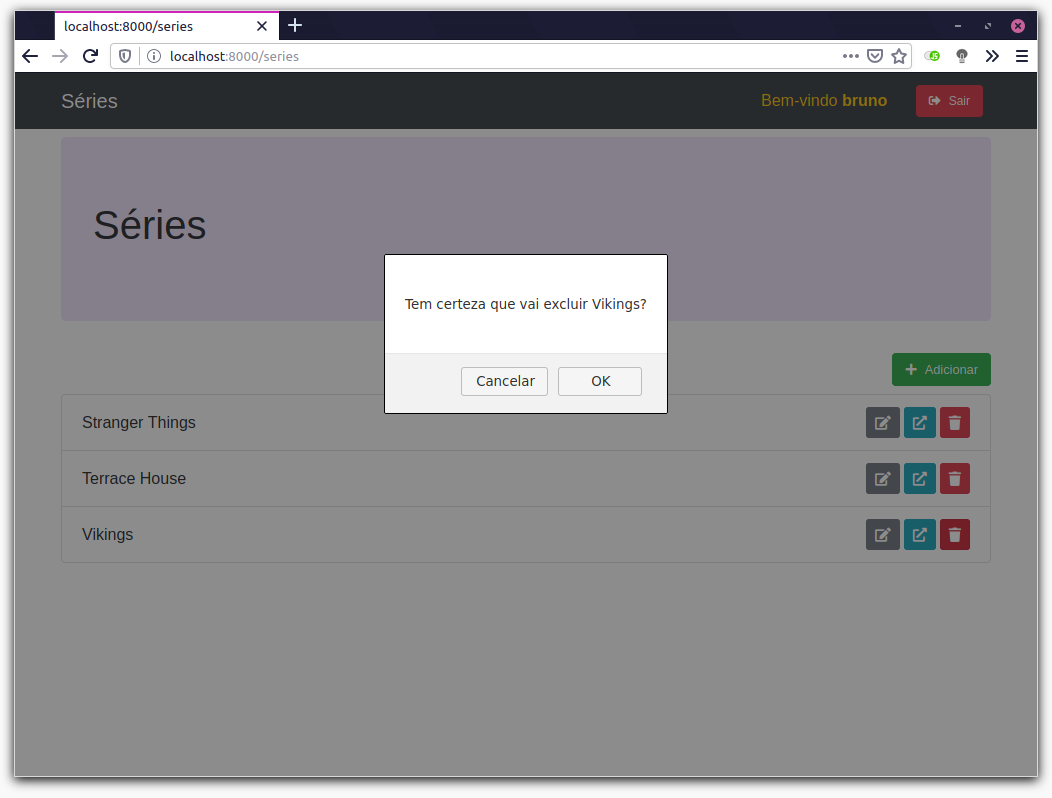 localhost:8000/series
localhost:8000/series
Séries
Bem-vindo bruno
Sair
Séries
Tem certeza que vai excluir Vikings?
Cancelar
OK
Adicionar
Stranger Things
Terrace House
Vikings